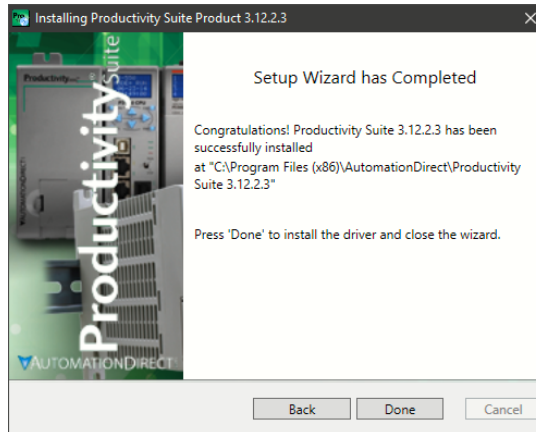 Installing Productivity Suite Product 3.12.2.3
Productivity
Productivity Suite
AUTOMATIONDIRECT
Setup Wizard has Completed
Congratulations! Productivity Suite 3.12.2.3 has been
successfully installed
at "C:\Program Files (x86)\AutomationDirect\Productivity
Suite 3.12.2.3"
Press 'Done' to install the driver and close the wizard.
Back
Done
Cancel